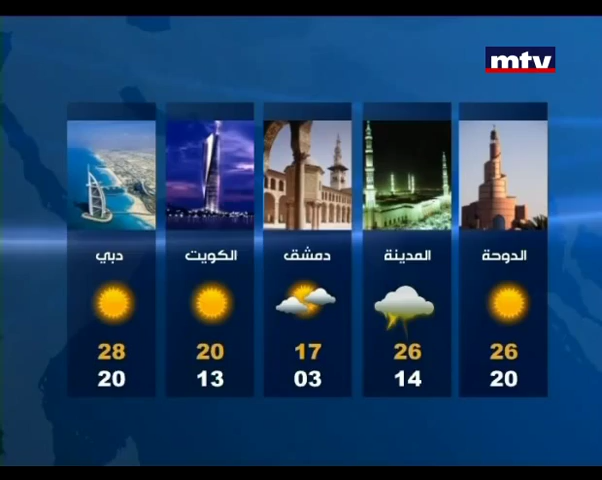 mtv
الدوحة
26
20
المدينة
26
14
دمشق
17
03
الكويت
20
13
دبي
28
20